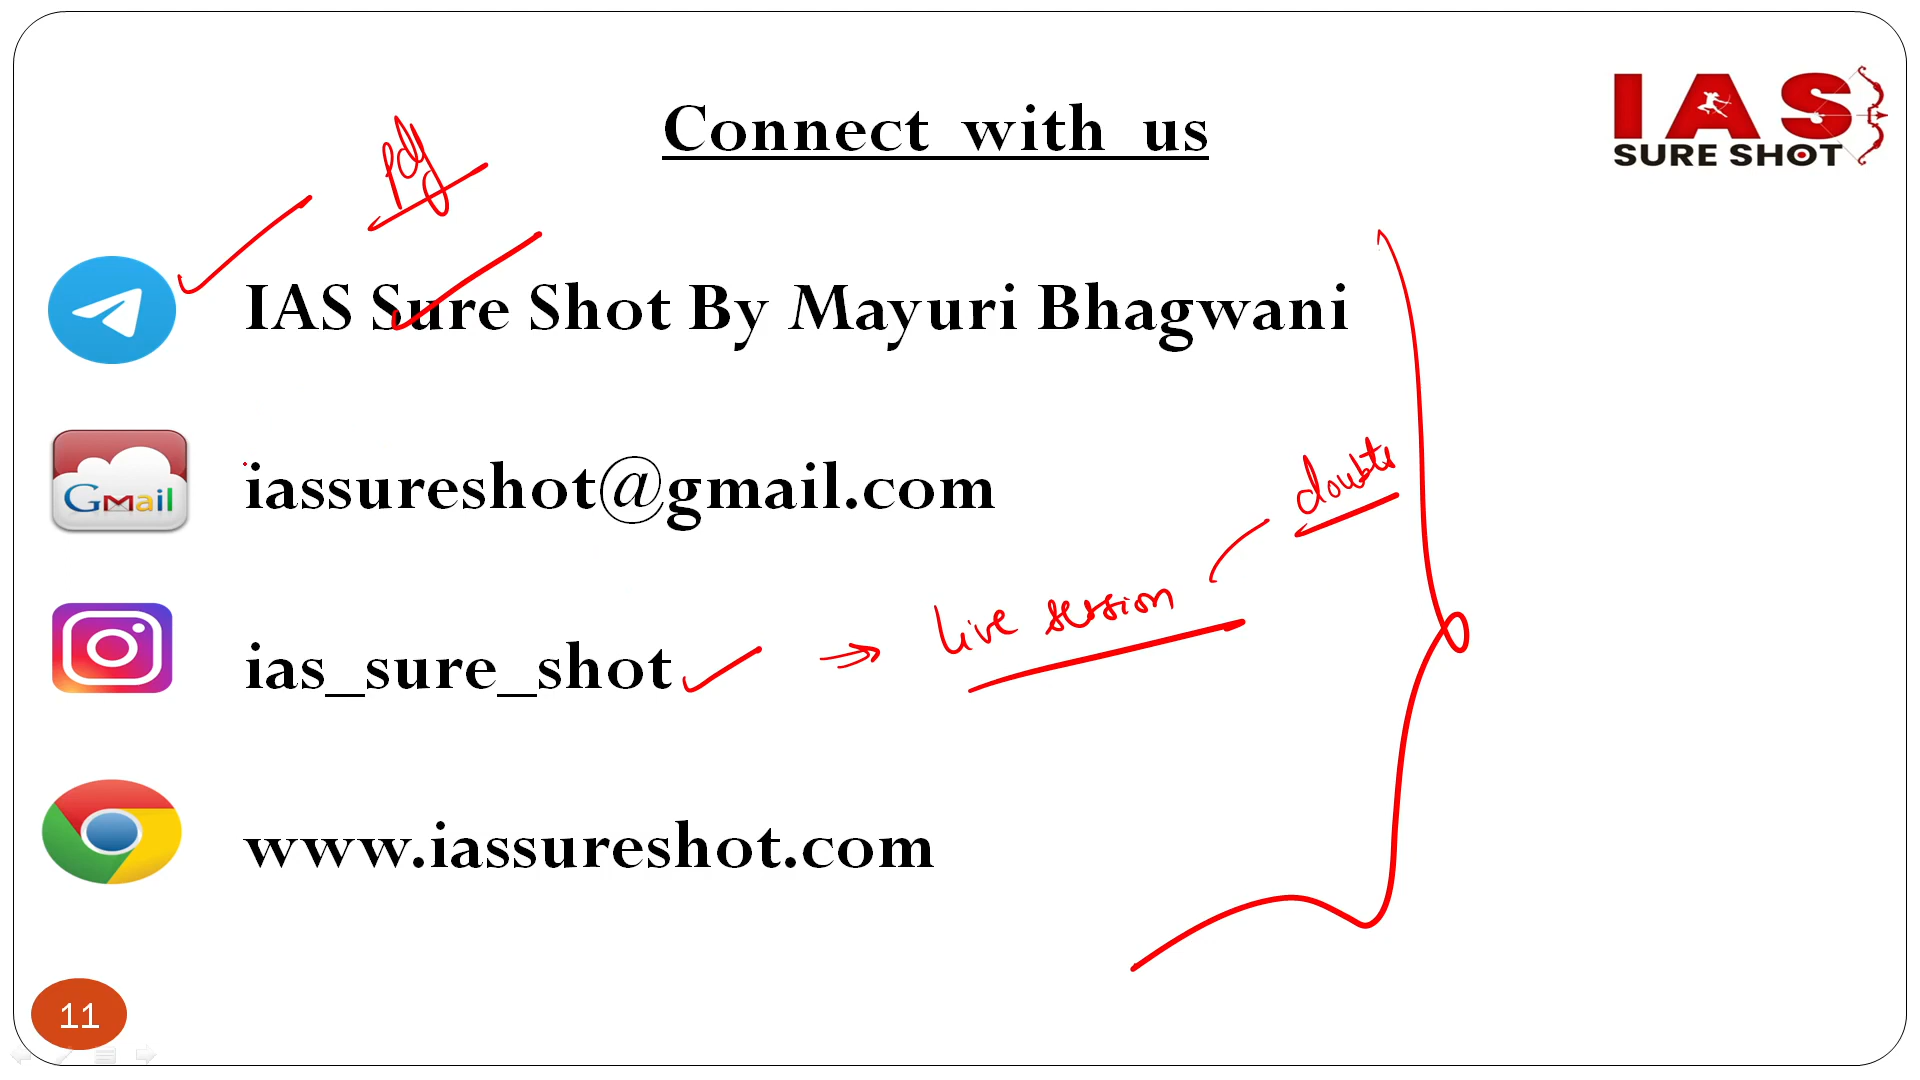 Connect with us
IAS
SURE SHOT
pdf
IAS Sure Shot By Mayuri Bhagwani
Gmail
iassureshot@gmail.com
doubts
live session
ias_sure_shot
www.iassureshot.com
11